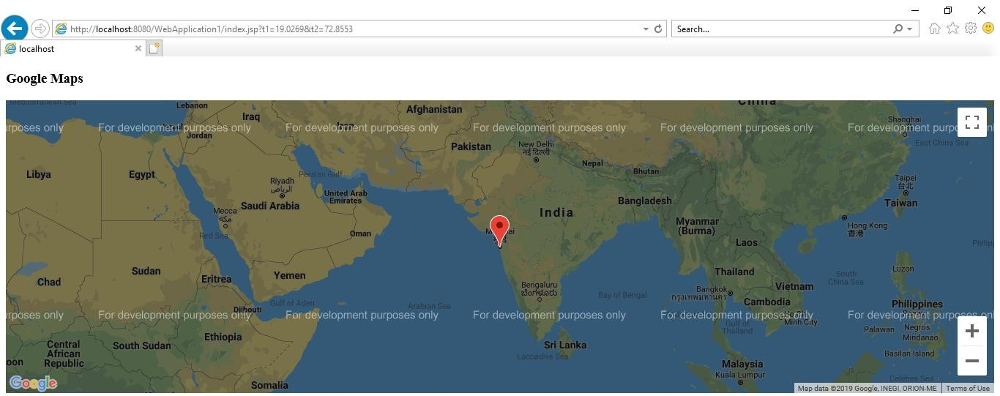 http://localhost:8080/WebApplication1/index.jsp?t1=19.0269&t2=72.8553
Search...
localhost
Google Maps
Mediterranean Sea
Lebanon
Iraq
Afghanistan
China
Shanghai
urposes only
For development purposes only
For development purposes only
For development purposes only
For development purposes only
For development purposes onl
Jordan
Iran
Pakistan
New Delhi
नई दिल्ली
Nepal
Bhutan
East China Sea
Libya
Egypt
Riyadh
الرياض
Persian Gulf
United Arab
Emirates
Saudi Arabia
Mecca
مكة
Red Sea
Oman
India
Bangladesh
Myanmar
(Burma)
Taipei
台北
Taiwan
Hong Kong
香港
Laos
Philipp
Chad
Sudan
Eritrea
Yemen
Gulf of Aden
Djibouti
Arabian Sea
Bengaluru
ಬೆಂಗಳೂರು
Bay of Bengal
Thailand
Bangkok
กรุงเทพมหานคร
Vietnam
Cambodia
South
China Sea
Luzon
Philippines
urposes only
For development purposes only
For development purposes only
For development purposes only
For development purposes only
For development purposes onl
Minh City
Gulf of
Thailand
Palawan
Negros
Mindanao
Basilan Island
Central
African
Republic
South Sudan
Ethiopia
Somalia
Sri Lanka
Laccadive Sea
Malaysia
Kuala Lumpur
Celebes Sea
oon
Google
Map data ©2019 Google, INEGI, ORION-ME
Terms of Use